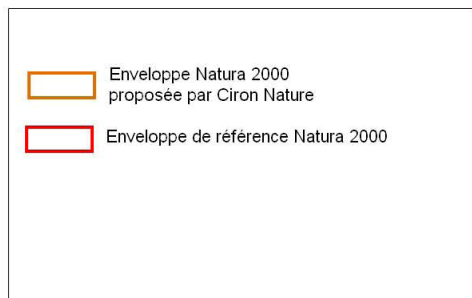 Enveloppe Natura 2000
proposée par Ciron Nature
Enveloppe de référence Natura 2000